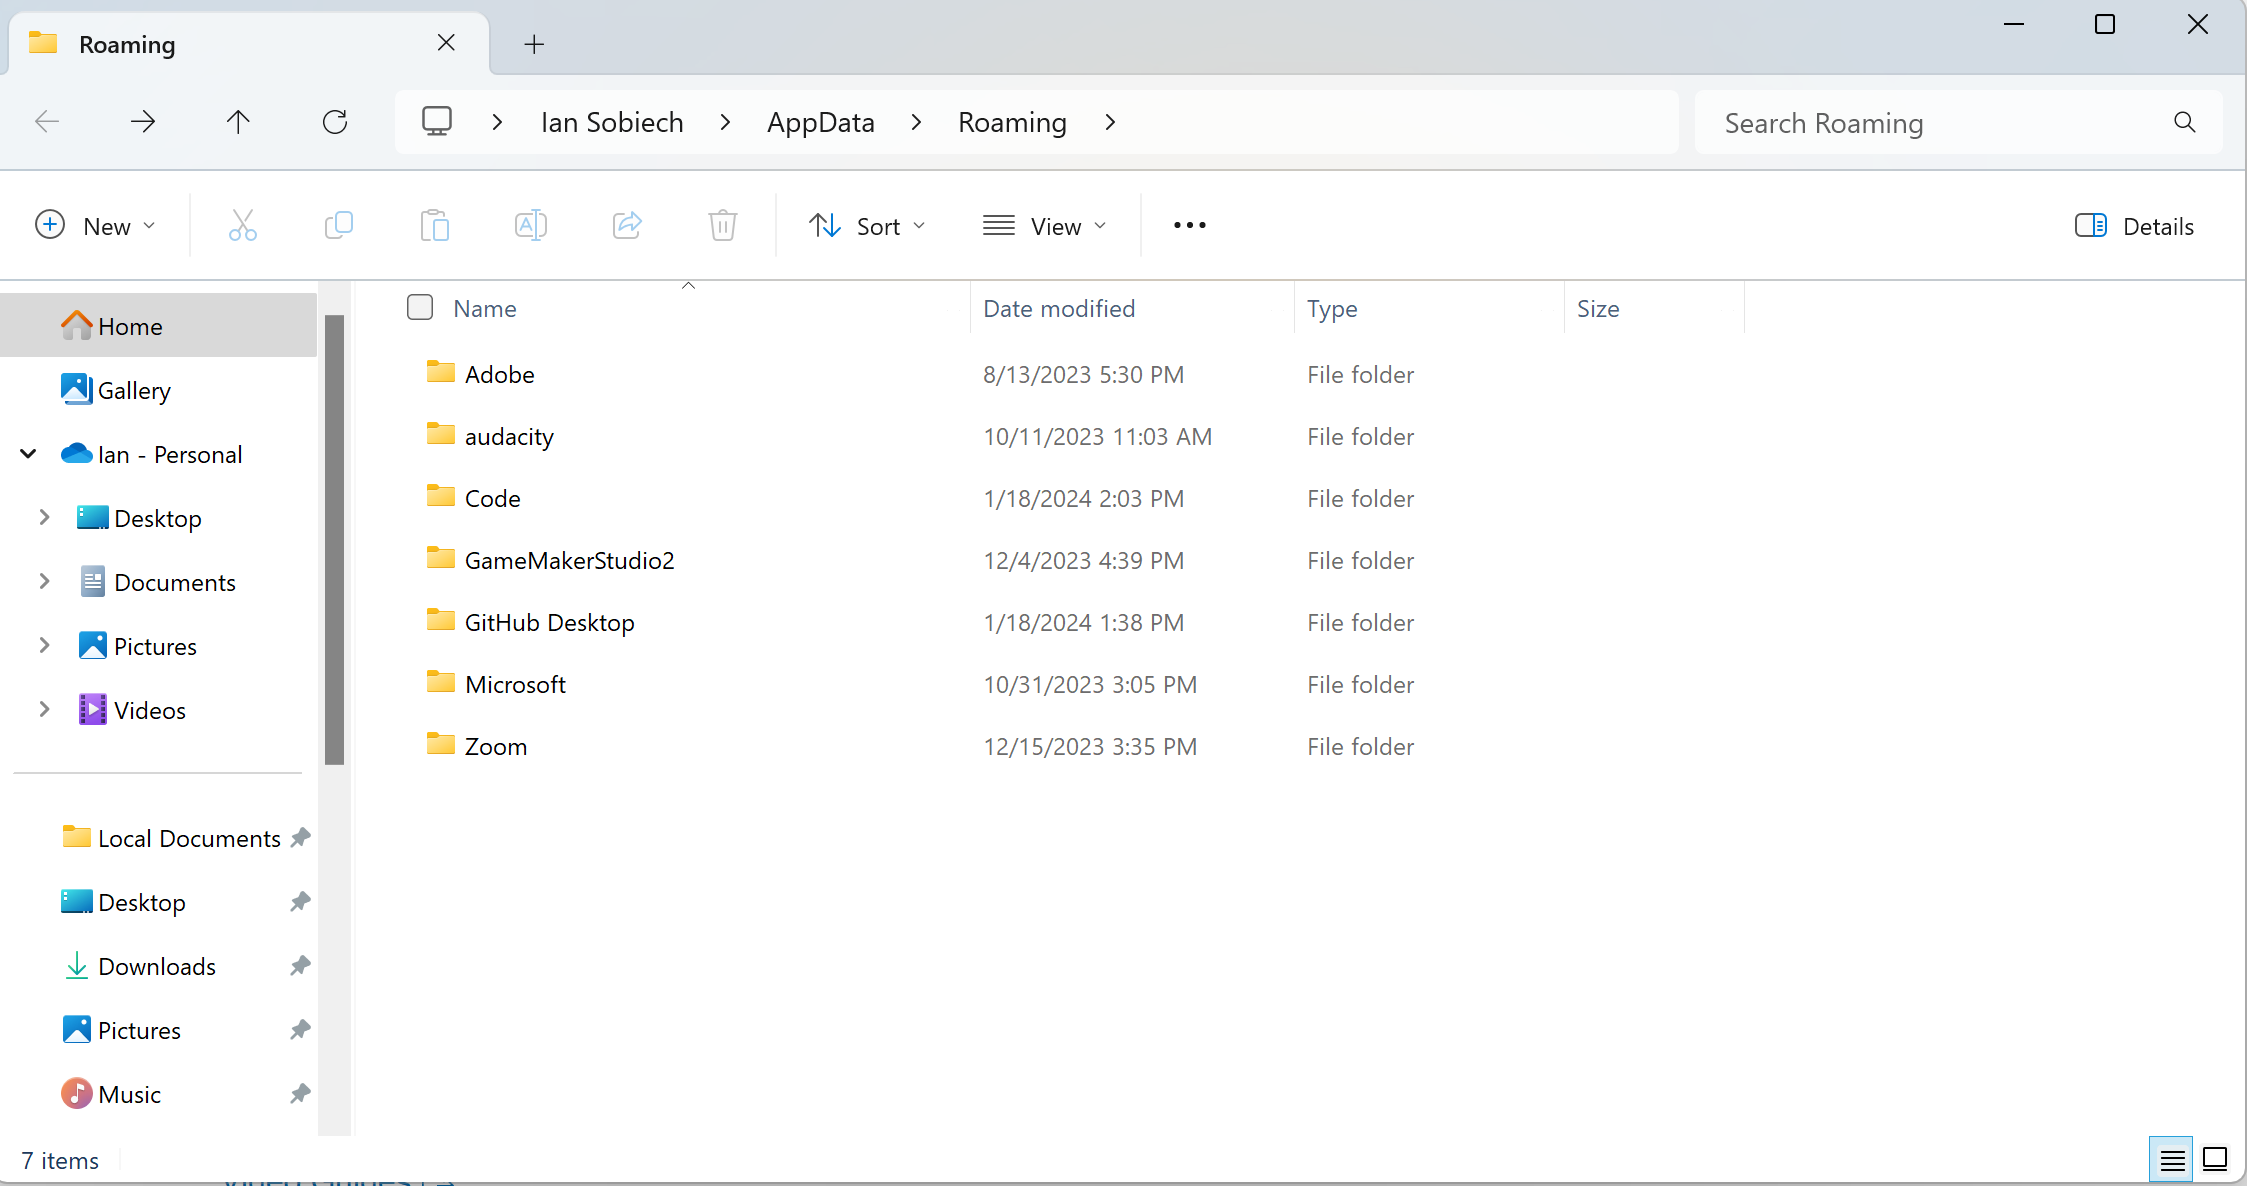 Roaming
Ian Sobiech AppData Roaming
Search Roaming
New
Sort
View
Details
Name Date modified Type Size
Home
Gallery
Ian - Personal
Desktop
Documents
Pictures
Videos
Local Documents
Desktop
Downloads
Pictures
Music
Adobe 8/13/2023 5:30 PM File folder
audacity 10/11/2023 11:03 AM File folder
Code 1/18/2024 2:03 PM File folder
GameMakerStudio2 12/4/2023 4:39 PM File folder
GitHub Desktop 1/18/2024 1:38 PM File folder
Microsoft 10/31/2023 3:05 PM File folder
Zoom 12/15/2023 3:35 PM File folder
7 items